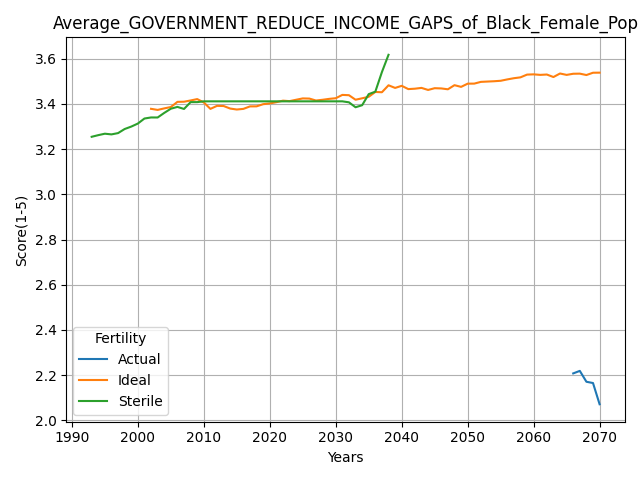 Average_GOVERNMENT_REDUCE_INCOME_GAPS_of_Black_Female_Pop
3.6
3.4
3.2
3.0
2.8
2.6
2.4
2.2
2.0
Score(1-5)
Fertility
Actual
Ideal
Sterile
1990 2000 2010 2020 2030 2040 2050 2060 2070
Years